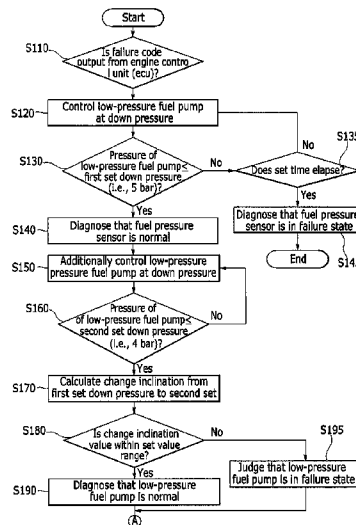 Start
S110
Is failure code
output from engine contro
l unit (ecu)?
S120
Control low-pressure fuel pump
at down pressure
S130
Pressure of
low-pressure fuel pump≤
first set down pressure
(i.e., 5 bar)?
No
No
S135
Does set time elapse?
Yes
Yes
S140
Diagnose that fuel pressure
sensor is normal
Diagnose that fuel pressure
sensor is in failure state
S14
End
S150
Additionally control low-pressure
pressure fuel pump at down pressure
S160
Pressure of
of low-pressure fuel pump≤
second set down pressure
(i.e., 4 bar)?
No
Yes
S170
Calculate change inclination from
first set down pressure to second set
S180
Is change inclination
value within set value
range?
No
S195
Yes
Judge that low-pressure
fuel pump is in failure state
S190
Diagnose that low-pressure
fuel pump is normal
A